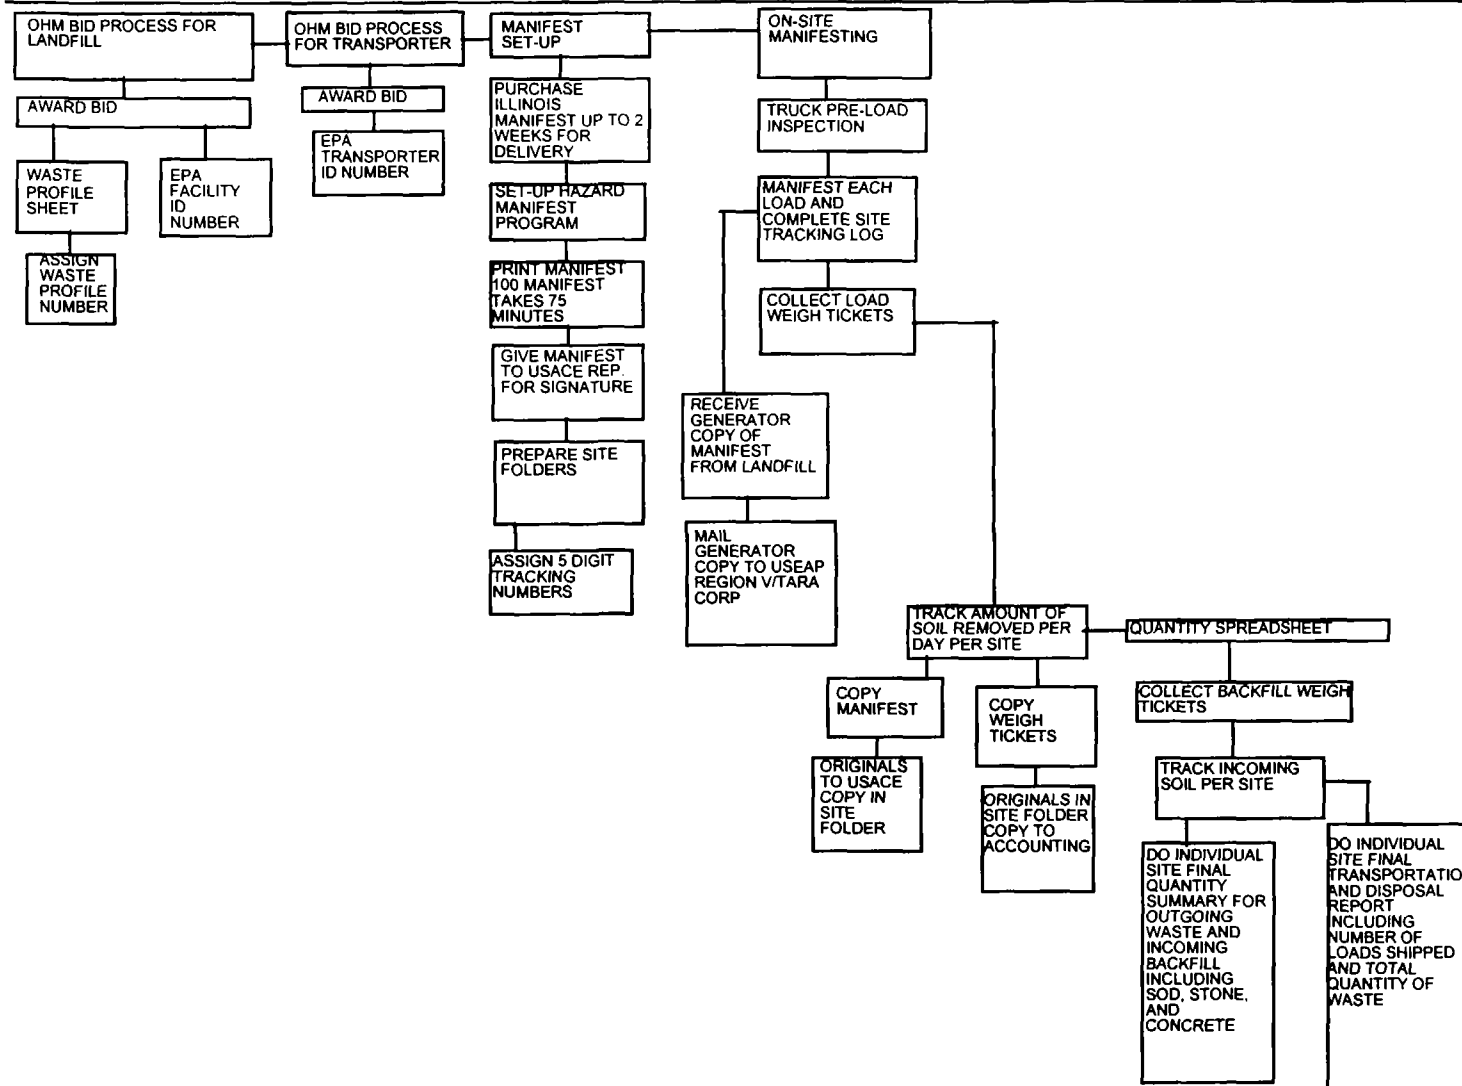 OHM BID PROCESS FOR
LANDFILL
AWARD BID
WASTE
PROFILE
SHEET
ASSIGN
WASTE
PROFILE
NUMBER
EPA
FACILITY
ID
NUMBER
OHM BID PROCESS
FOR TRANSPORTER
AWARD BID
EPA
TRANSPORTER
ID NUMBER
MANIFEST
SET-UP
PURCHASE
ILLINOIS
MANIFEST UP TO 2
WEEKS FOR
DELIVERY
SET-UP HAZARD
MANIFEST
PROGRAM
PRINT MANIFEST
100 MANIFEST
TAKES 75
MINUTES
GIVE MANIFEST
TO USACE REP.
FOR SIGNATURE
PREPARE SITE
FOLDERS
ASSIGN 5 DIGIT
TRACKING
NUMBERS
ON-SITE
MANIFESTING
TRUCK PRE-LOAD
INSPECTION
MANIFEST EACH
LOAD AND
COMPLETE SITE
TRACKING LOG
COLLECT LOAD
WEIGH TICKETS
RECEIVE
GENERATOR
COPY OF
MANIFEST
FROM LANDFILL
MAIL
GENERATOR
COPY TO USEAP
REGION V/TARA
CORP
TRACK AMOUNT OF
SOIL REMOVED PER
DAY PER SITE
COPY
MANIFEST
ORIGINALS
TO USACE
COPY IN
SITE
FOLDER
COPY
WEIGH
TICKETS
ORIGINALS IN
SITE FOLDER
COPY TO
ACCOUNTING
QUANTITY SPREADSHEET
COLLECT BACKFILL WEIGH
TICKETS
TRACK INCOMING
SOIL PER SITE
DO INDIVIDUAL
SITE FINAL
QUANTITY
SUMMARY FOR
OUTGOING
WASTE AND
INCOMING
BACKFILL
INCLUDING
SOD, STONE,
AND
CONCRETE
DO INDIVIDUAL
SITE FINAL
TRANSPORTATIO
AND DISPOSAL
REPORT
INCLUDING
NUMBER OF
LOADS SHIPPED
AND TOTAL
QUANTITY OF
WASTE